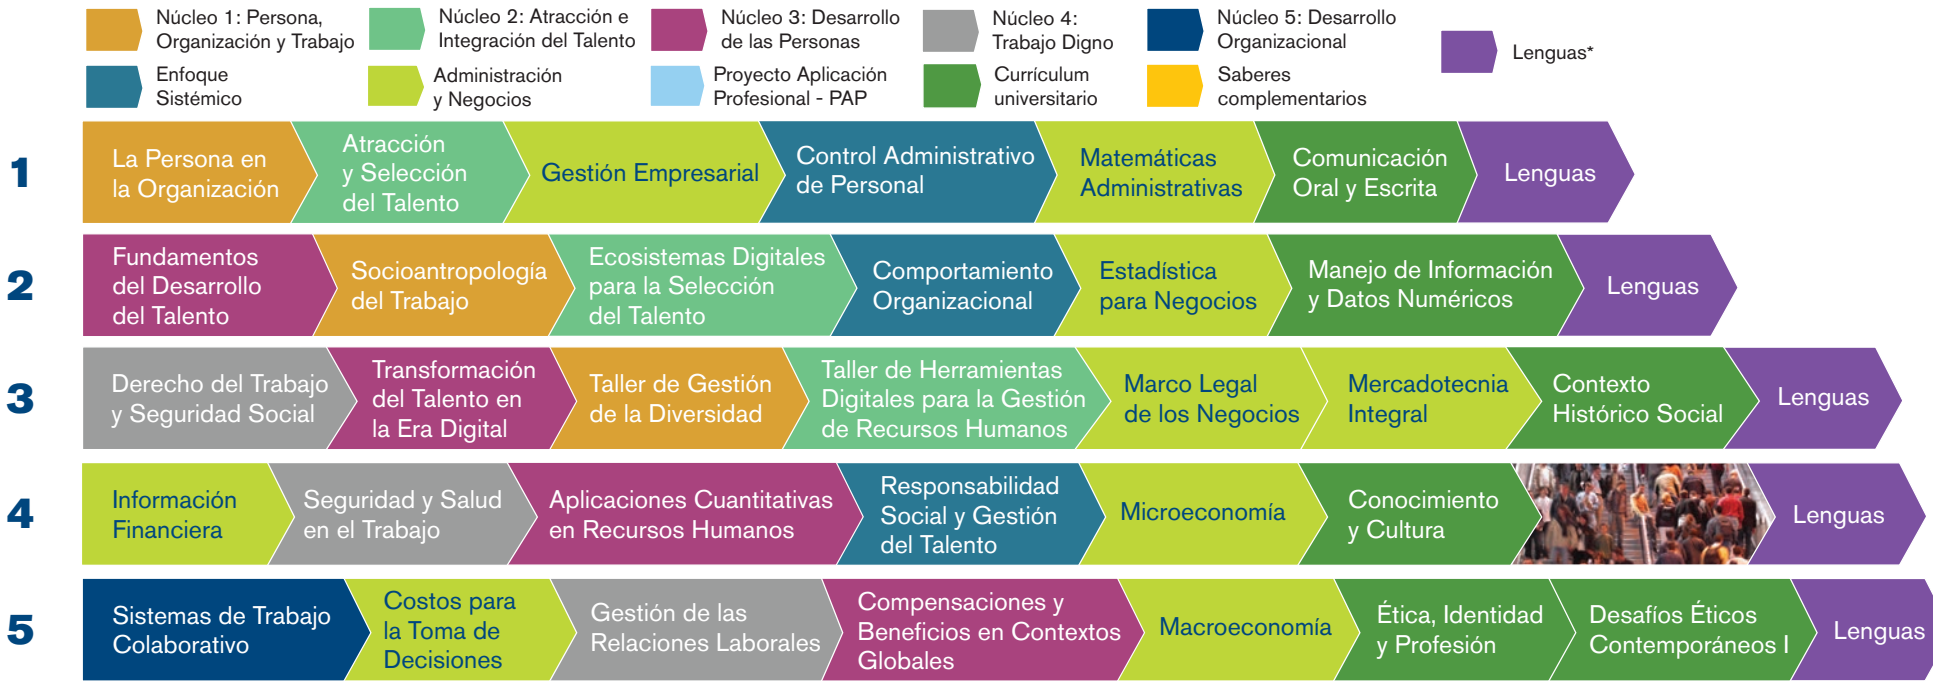 Núcleo 1: Persona,
Organización y Trabajo
Núcleo 2: Atracción e
Integración del Talento
Núcleo 3: Desarrollo
de las Personas
Núcleo 4:
Trabajo Digno
Núcleo 5: Desarrollo
Organizacional
Lenguas*
Enfoque
Sistémico
Administración
y Negocios
Proyecto Aplicación
Profesional - PAP
Currículum
universitario
Saberes
complementarios
1
La Persona en
la Organización
Atracción
y Selección
del Talento
Gestión Empresarial
Control Administrativo
de Personal
Matemáticas
Administrativas
Comunicación
Oral y Escrita
Lenguas
2
Fundamentos
del Desarrollo
del Talento
Socioantropología
del Trabajo
Ecosistemas Digitales
para la Selección
del Talento
Comportamiento
Organizacional
Estadística
para Negocios
Manejo de Información
y Datos Numéricos
Lenguas
3
Derecho del Trabajo
y Seguridad Social
Transformación
del Talento en
la Era Digital
Taller de Gestión
de la Diversidad
Taller de Herramientas
Digitales para la Gestión
de Recursos Humanos
Marco Legal
de los Negocios
Mercadotecnia
Integral
Contexto
Histórico Social
Lenguas
4
Información
Financiera
Seguridad y Salud
en el Trabajo
Aplicaciones Cuantitativas
en Recursos Humanos
Responsabilidad
Social y Gestión
del Talento
Microeconomía
Conocimiento
y Cultura
Lenguas
5
Sistemas de Trabajo
Colaborativo
Costos para
la Toma de
Decisiones
Gestión de las
Relaciones Laborales
Compensaciones y
Beneficios en Contextos
Globales
Macroeconomía
Ética, Identidad
y Profesión
Desafíos Éticos
Contemporáneos I
Lenguas